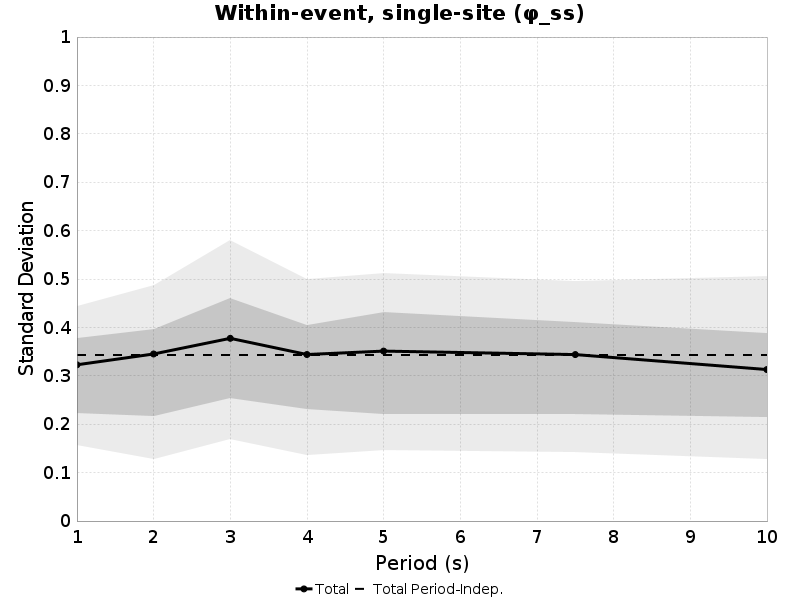 Within-event, single-site (φ_ss)
1
0.9
0.8
0.7
0.6
0.5
0.4
0.3
0.2
0.1
0
Standard Deviation
1 2 3 4 5 6 7 8 9 10
Period (s)
Total Total Period-Indep.